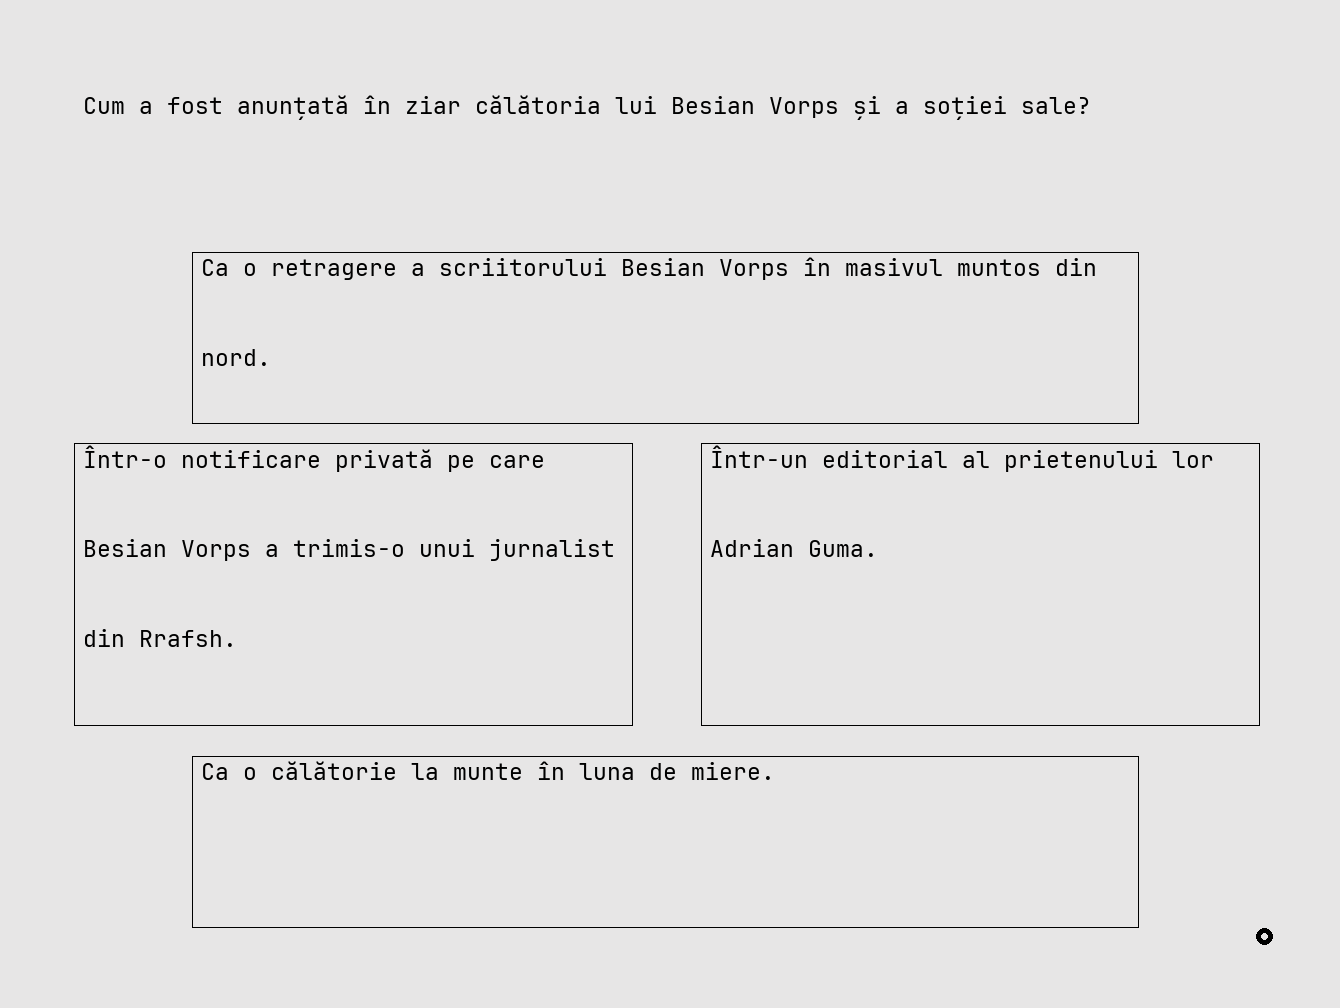 Cum a fost anunțată în ziar călătoria lui Besian Vorps și a soției sale?
Ca o retragere a scriitorului Besian Vorps în masivul muntos din
nord.
Într-o notificare privată pe care
Besian Vorps a trimis-o unui jurnalist
din Rrafsh.
Într-un editorial al prietenului lor
Adrian Guma.
Ca o călătorie la munte în luna de miere.